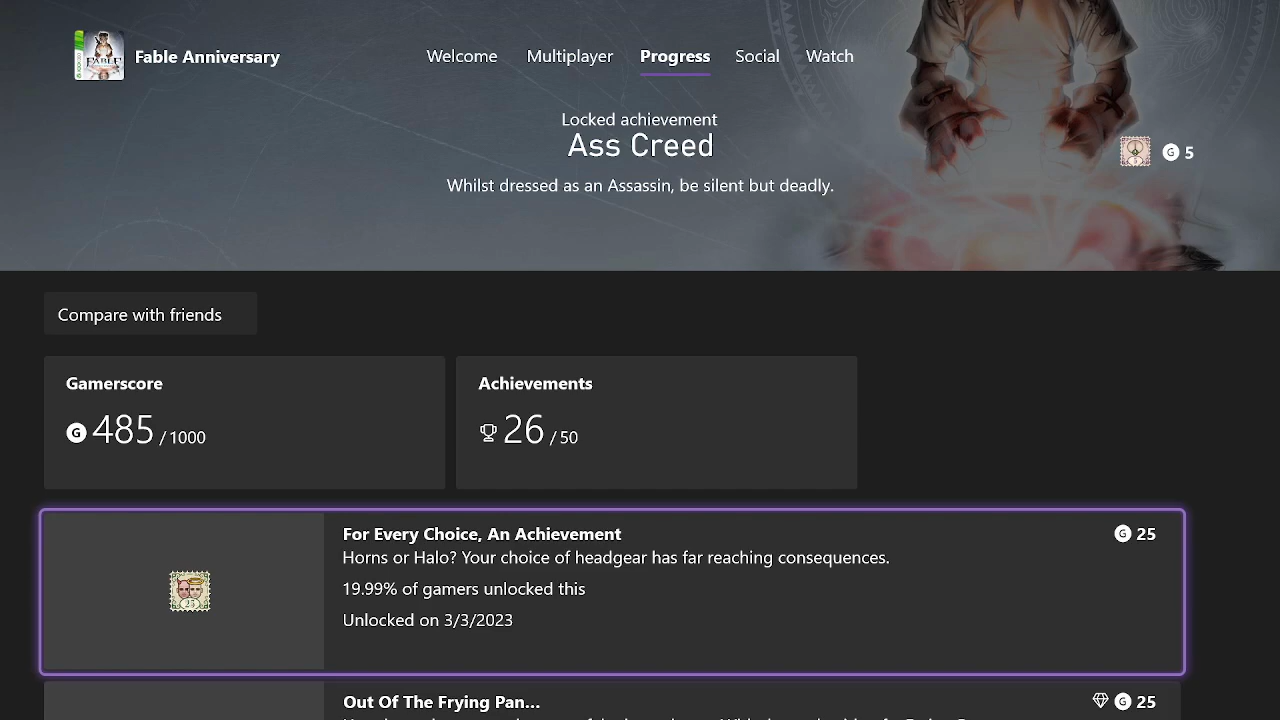 Fable Anniversary
Welcome
Multiplayer
Progress
Social
Watch
Locked achievement
Ass Creed
G 5
Whilst dressed as an Assassin, be silent but deadly.
Compare with friends
Gamerscore
G 485 / 1000
Achievements
26 / 50
For Every Choice, An Achievement
G 25
Horns or Halo? Your choice of headgear has far reaching consequences.
19.99% of gamers unlocked this
Unlocked on 3/3/2023
Out Of The Frying Pan...
G 25